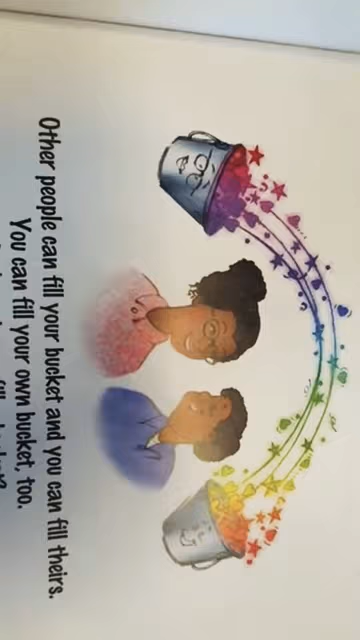 Other people can fill your bucket and you can fill theirs.
You can fill your own bucket, too.